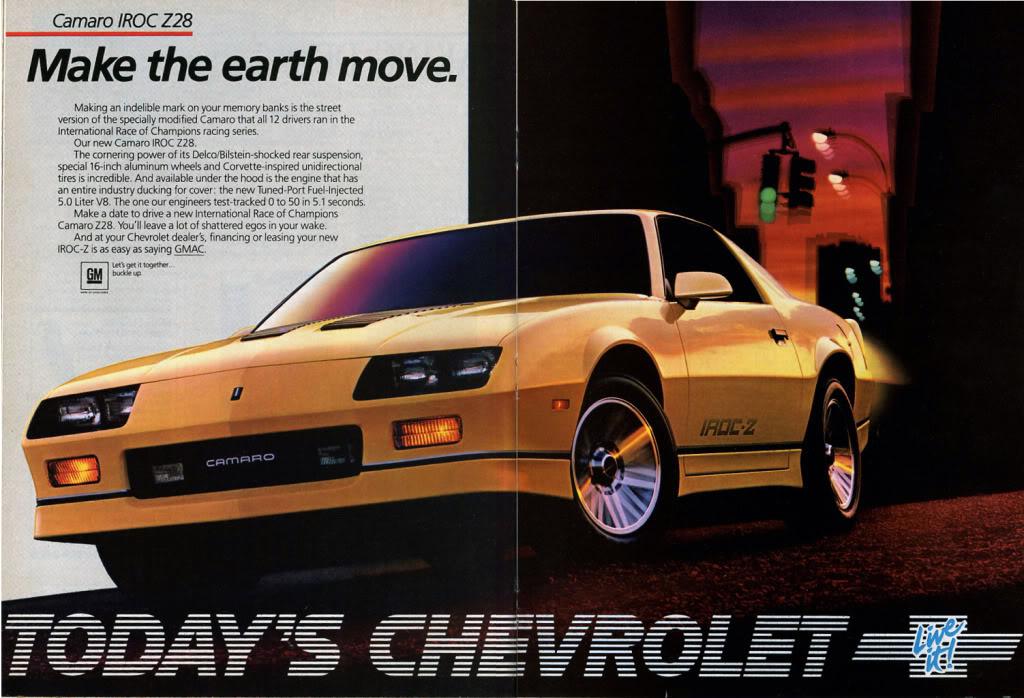 Camaro IROC Z28
Make the earth move.
Making an indelible mark on your memory banks is the street
version of the specially modified Camaro that all 12 drivers ran in the
International Race of Champions racing series.
Our new Camaro IROC Z28.
The cornering power of its Delco/Bilstein-shocked rear suspension,
special 16-inch aluminum wheels and Corvette-inspired unidirectional
tires is incredible. And available under the hood is the engine that has
an entire industry ducking for cover: the new Tuned-Port Fuel-Injected
5.0 Liter V8. The one our engineers test-tracked 0 to 50 in 5.1 seconds.
Make a date to drive a new International Race of Champions
Camaro Z28. You'll leave a lot of shattered egos in your wake.
And at your Chevrolet dealer's, financing or leasing your new
IROC-Z is as easy as saying GMAC.
GM
Let's get it together...
buckle up.
IROC-Z
CAMARO
TODAY'S CHEVROLET
Live
it!